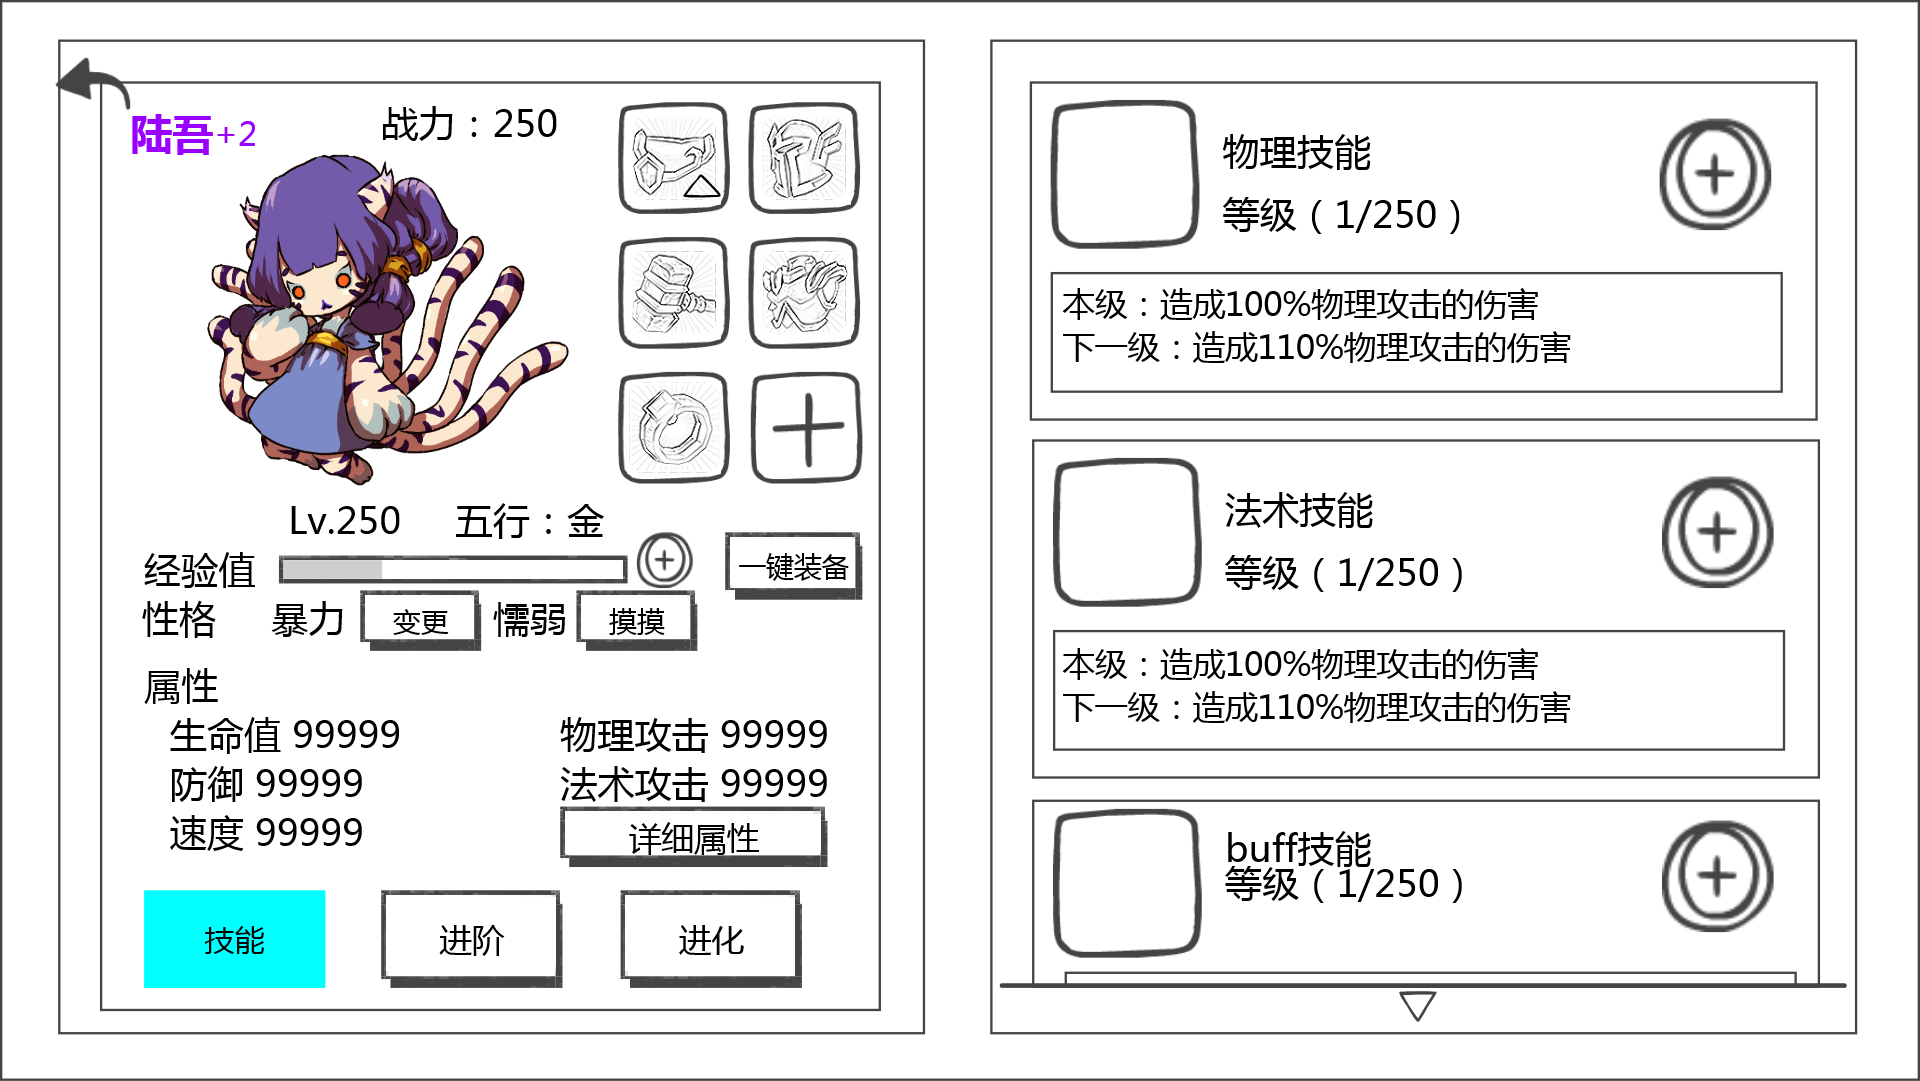 陆吾+2
战力：250
Lv.250 五行：金
经验值
一键装备
性格 暴力 变更 懦弱 摸摸
属性
生命值 99999 物理攻击 99999
防御 99999 法术攻击 99999
速度 99999 详细属性
技能 进阶 进化
物理技能
等级（1/250）
本级：造成100%物理攻击的伤害
下一级：造成110%物理攻击的伤害
法术技能
等级（1/250）
本级：造成100%物理攻击的伤害
下一级：造成110%物理攻击的伤害
buff技能
等级（1/250）